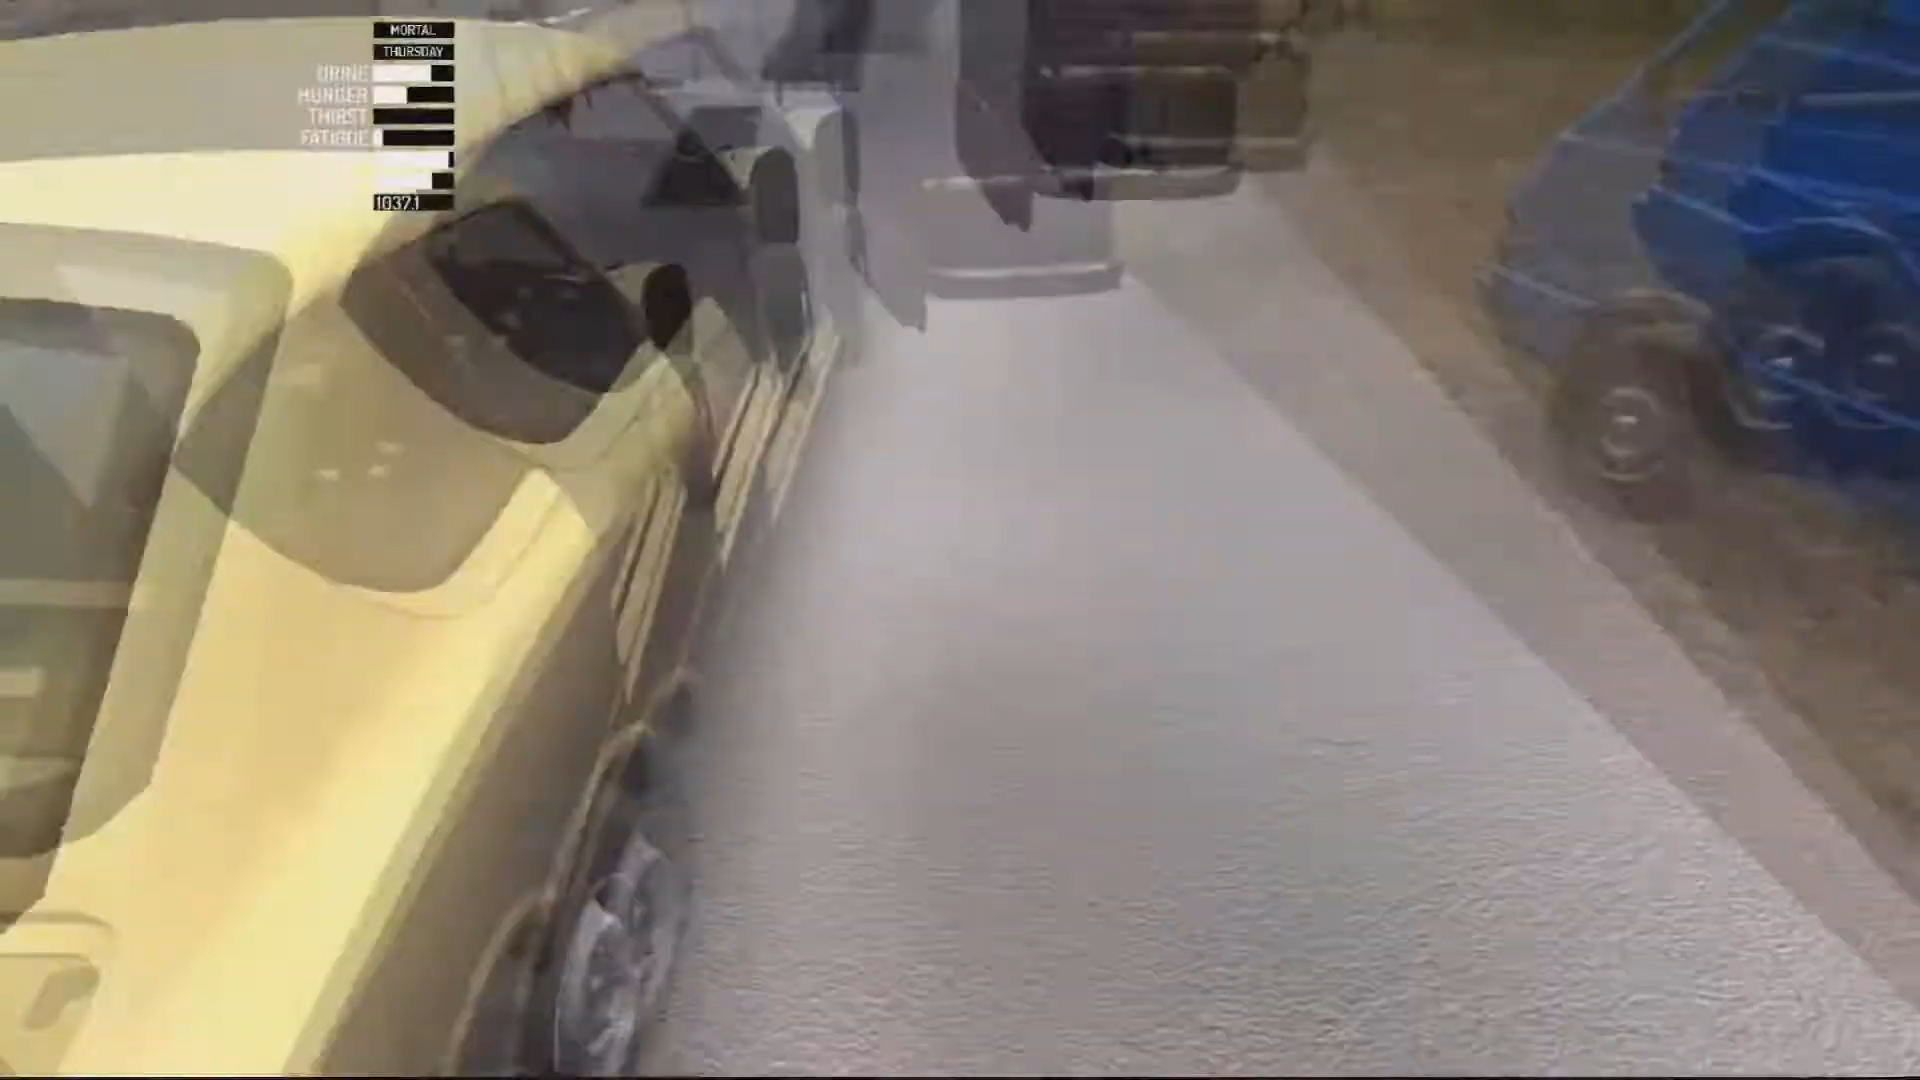 MORTAL
THURSDAY
URINE
HUNGER
THIRST
FATIGUE
1037.1